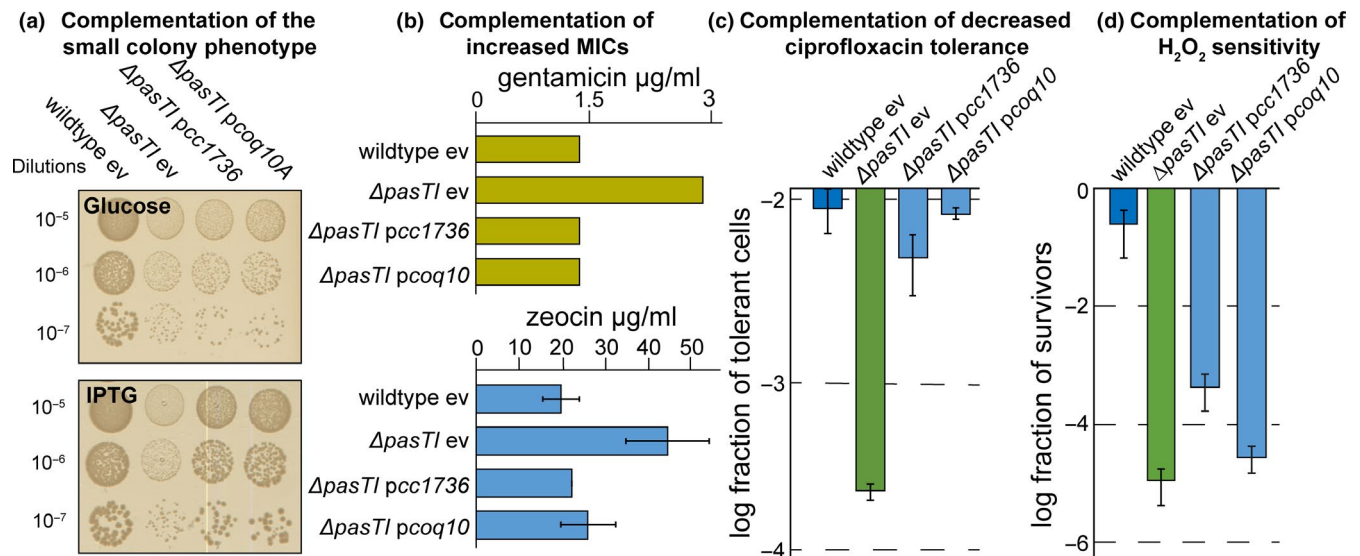 (a) Complementation of the
small colony phenotype
wildtype ev
ΔpasTI ev
ΔpasTI pcc1736
ΔpasTI pcoq10A
Dilutions
Glucose
10⁻⁵
10⁻⁶
10⁻⁷
IPTG
10⁻⁵
10⁻⁶
10⁻⁷
(b) Complementation of
increased MICs
gentamicin µg/ml
0 1.5 3
wildtype ev
ΔpasTI ev
ΔpasTI pcc1736
ΔpasTI pcoq10
zeocin µg/ml
0 10 20 30 40 50
wildtype ev
ΔpasTI ev
ΔpasTI pcc1736
ΔpasTI pcoq10
(c) Complementation of decreased
ciprofloxacin tolerance
wildtype ev
ΔpasTI ev
ΔpasTI pcc1736
ΔpasTI pcoq10
log fraction of tolerant cells
−2
−3
−4
(d) Complementation of
H₂O₂ sensitivity
wildtype ev
ΔpasTI ev
ΔpasTI pcc1736
ΔpasTI pcoq10
log fraction of survivors
0
−2
−4
−6